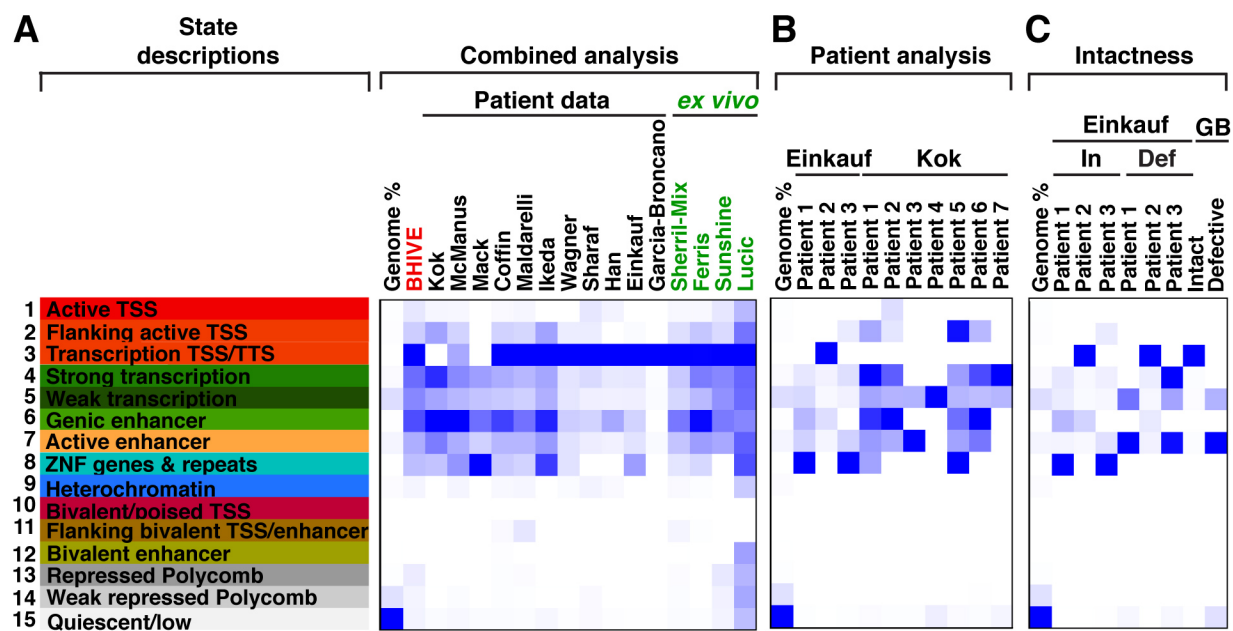 A
State
descriptions
Combined analysis
Patient data
ex vivo
Genome %
BHIVE
Kok
McManus
Mack
Coffin
Maldarelli
Ikeda
Wagner
Sharaf
Han
Einkauf
Garcia-Broncano
Sherril-Mix
Ferris
Sunshine
Lucic
1 Active TSS
2 Flanking active TSS
3 Transcription TSS/TTS
4 Strong transcription
5 Weak transcription
6 Genic enhancer
7 Active enhancer
8 ZNF genes & repeats
9 Heterochromatin
10 Bivalent/poised TSS
11 Flanking bivalent TSS/enhancer
12 Bivalent enhancer
13 Repressed Polycomb
14 Weak repressed Polycomb
15 Quiescent/low
B
Patient analysis
Einkauf
Kok
Genome %
Patient 1
Patient 2
Patient 3
Patient 1
Patient 2
Patient 3
Patient 4
Patient 5
Patient 6
Patient 7
C
Intactness
Einkauf
GB
In
Def
Genome %
Patient 1
Patient 2
Patient 3
Patient 1
Patient 2
Patient 3
Intact
Defective